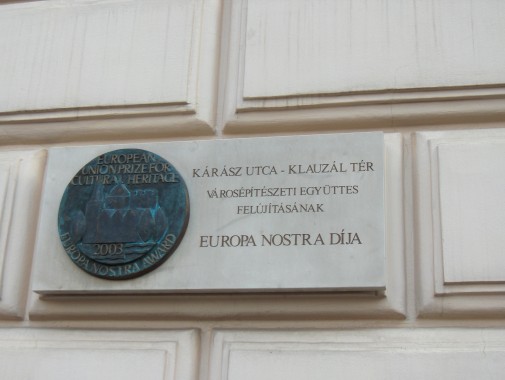 EUROPEAN
UNION PRIZE FOR
CULTURAL HERITAGE
2003
EUROPA NOSTRA AWARD
KÁRÁSZ UTCA - KLAUZÁL TÉR
VÁROSÉPÍTÉSZETI EGYÜTTES
FELÚJÍTÁSÁNAK
EUROPA NOSTRA DÍJA